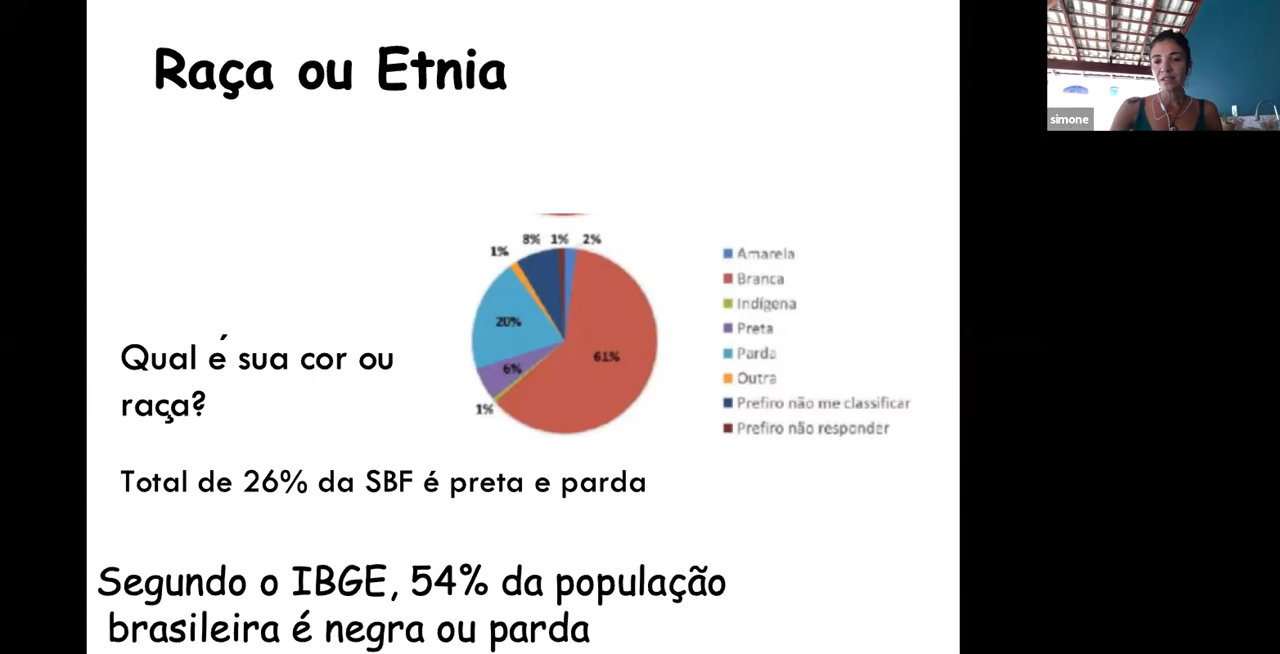 Raça ou Etnia
simone
8% 1% 2%
1%
20%
61%
6%
1%
Amarela
Branca
Indígena
Preta
Parda
Outra
Prefiro não me classificar
Prefiro não responder
Qual é sua cor ou
raça?
Total de 26% da SBF é preta e parda
Segundo o IBGE, 54% da população
brasileira é negra ou parda